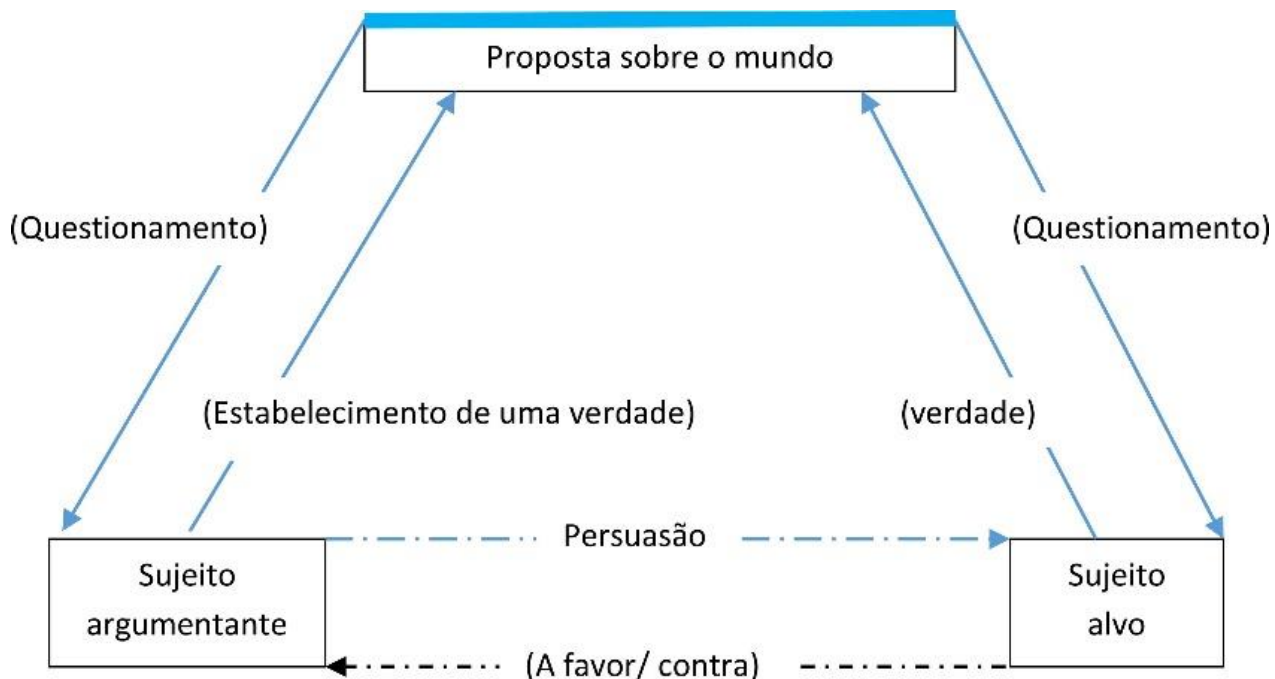 Proposta sobre o mundo
(Questionamento)
(Questionamento)
(Estabelecimento de uma verdade)
(verdade)
Persuasão
Sujeito
argumentante
Sujeito
alvo
(A favor/ contra)